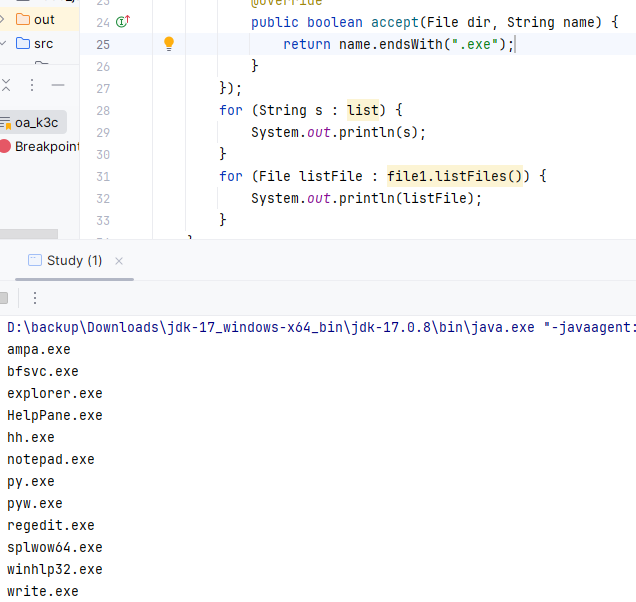 out
src
oa_k3c
Breakpoint
23 @Override
24 public boolean accept(File dir, String name) {
25 return name.endsWith(".exe");
26 }
27 });
28 for (String s : list) {
29 System.out.println(s);
30 }
31 for (File listFile : file1.listFiles()) {
32 System.out.println(listFile);
33 }
Study (1)
D:\backup\Downloads\jdk-17_windows-x64_bin\jdk-17.0.8\bin\java.exe "-javaagent:
ampa.exe
bfsvc.exe
explorer.exe
HelpPane.exe
hh.exe
notepad.exe
py.exe
pyw.exe
regedit.exe
splwow64.exe
winhlp32.exe
write.exe